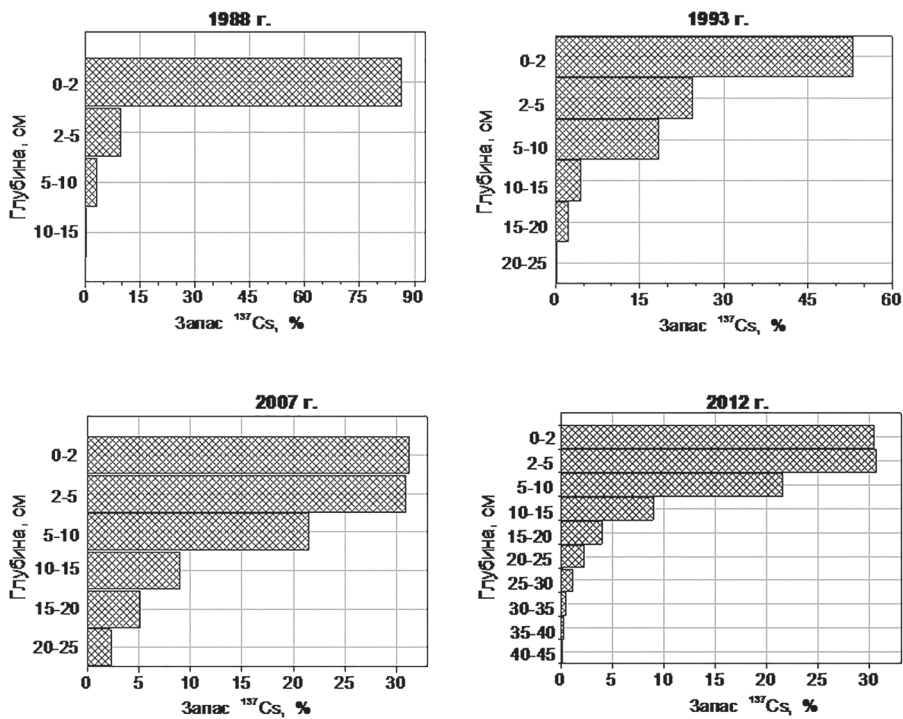 1988 г.
Глубина, см
0-2
2-5
5-10
10-15
0 15 30 45 60 75 90
Запас ¹³⁷Cs, %
1993 г.
Глубина, см
0-2
2-5
5-10
10-15
15-20
20-25
0 15 30 45 60
Запас ¹³⁷Cs, %
2007 г.
Глубина, см
0-2
2-5
5-10
10-15
15-20
20-25
0 5 10 15 20 25 30
Запас ¹³⁷Cs, %
2012 г.
Глубина, см
0-2
2-5
5-10
10-15
15-20
20-25
25-30
30-35
35-40
40-45
0 5 10 15 20 25 30
Запас ¹³⁷Cs, %